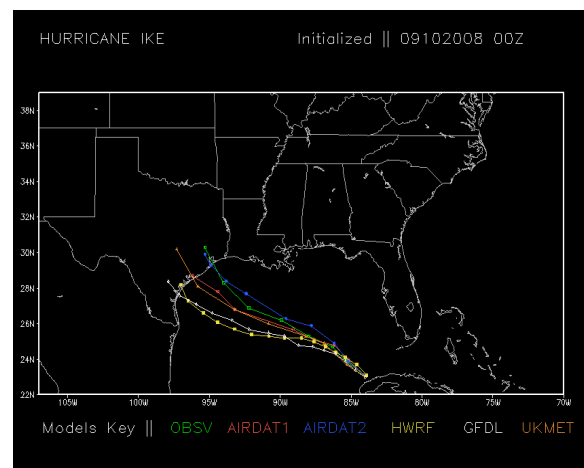 HURRICANE IKE Initialized || 09102008 00Z
38N
36N
34N
32N
30N
28N
26N
24N
22N
105W 100W 95W 90W 85W 80W 75W 70W
Models Key || OBSV AIRDAT1 AIRDAT2 HWRF GFDL UKMET